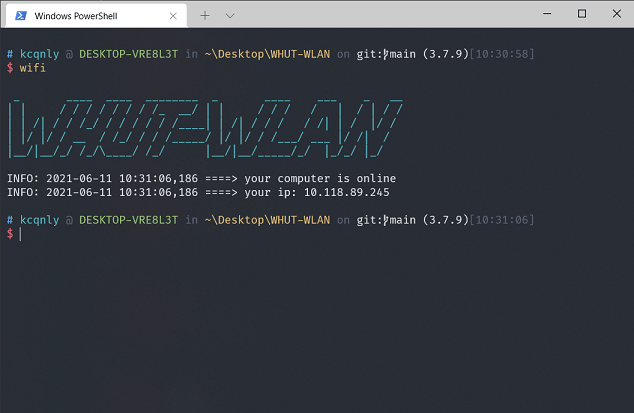 Windows PowerShell
# kcqnly @ DESKTOP-VRE8L3T in ~\Desktop\WHUT-WLAN on git:main (3.7.9)[10:30:58]
$ wifi
WHUT-WLAN
INFO: 2021-06-11 10:31:06,186 ====> your computer is online
INFO: 2021-06-11 10:31:06,186 ====> your ip: 10.118.89.245
# kcqnly @ DESKTOP-VRE8L3T in ~\Desktop\WHUT-WLAN on git:main (3.7.9)[10:31:06]
$